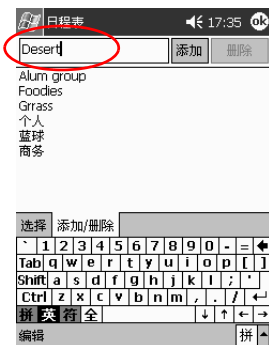 日程表 17:35 ok
Desert 添加 删除
Alum group
Foodies
Grrass
个人
蓝球
商务
选择 添加/删除
` 1 2 3 4 5 6 7 8 9 0 - =
Tab q w e r t y u i o p [ ]
Shift a s d f g h j k l ; '
Ctrl z x c v b n m , . /
拼 英 符 全
编辑 拼